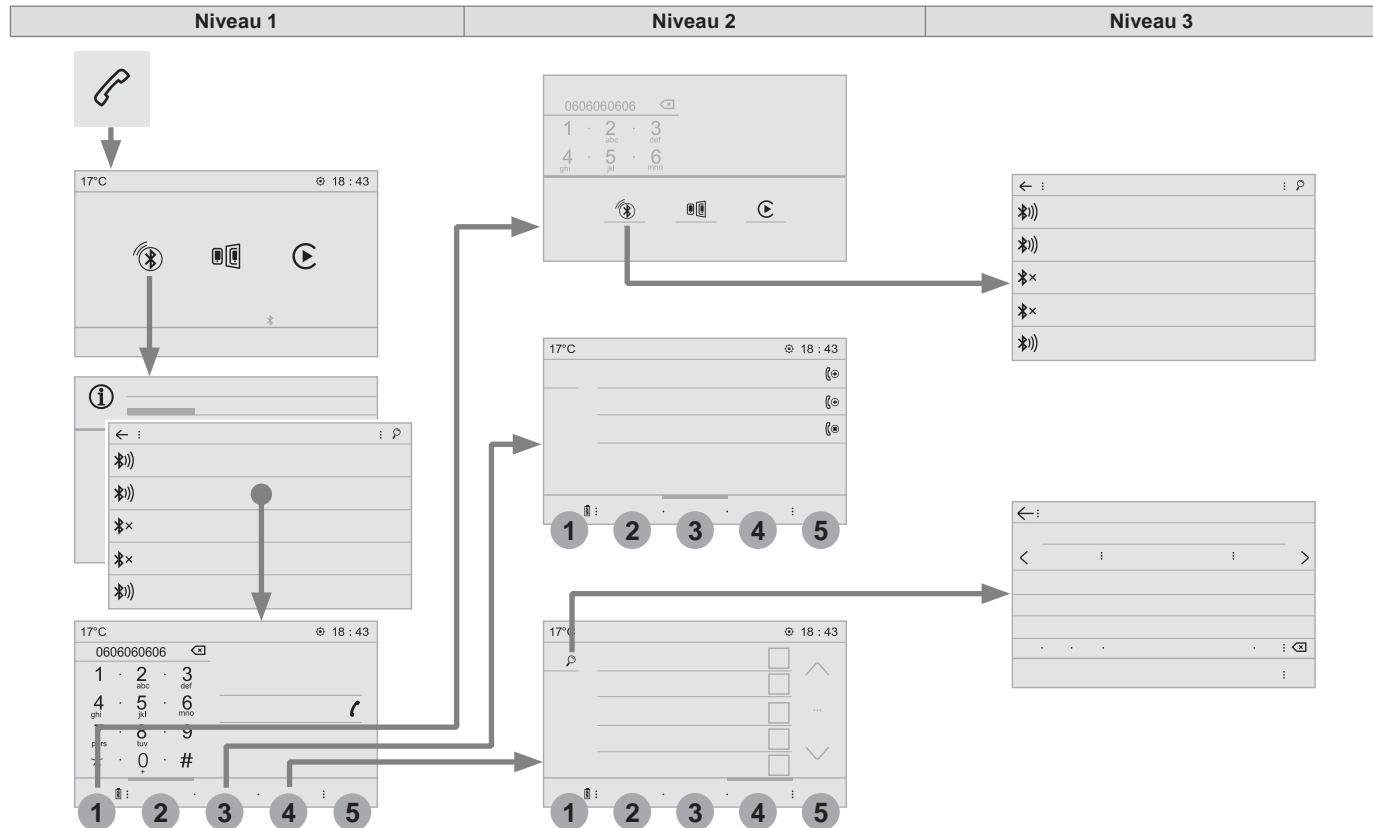 Niveau 1
Niveau 2
Niveau 3
17°C 18 : 43
17°C 18 : 43
0606060606
1 · 2 · 3
abc def
4 · 5 · 6
ghi jkl mno
· 8 · 9
tuv
· 0 · #
+
1 2 3 4 5
0606060606
1 · 2 · 3
abc def
4 · 5 · 6
ghi jkl mno
17°C 18 : 43
1 2 3 4 5
17° 18 : 43
...
1 2 3 4 5